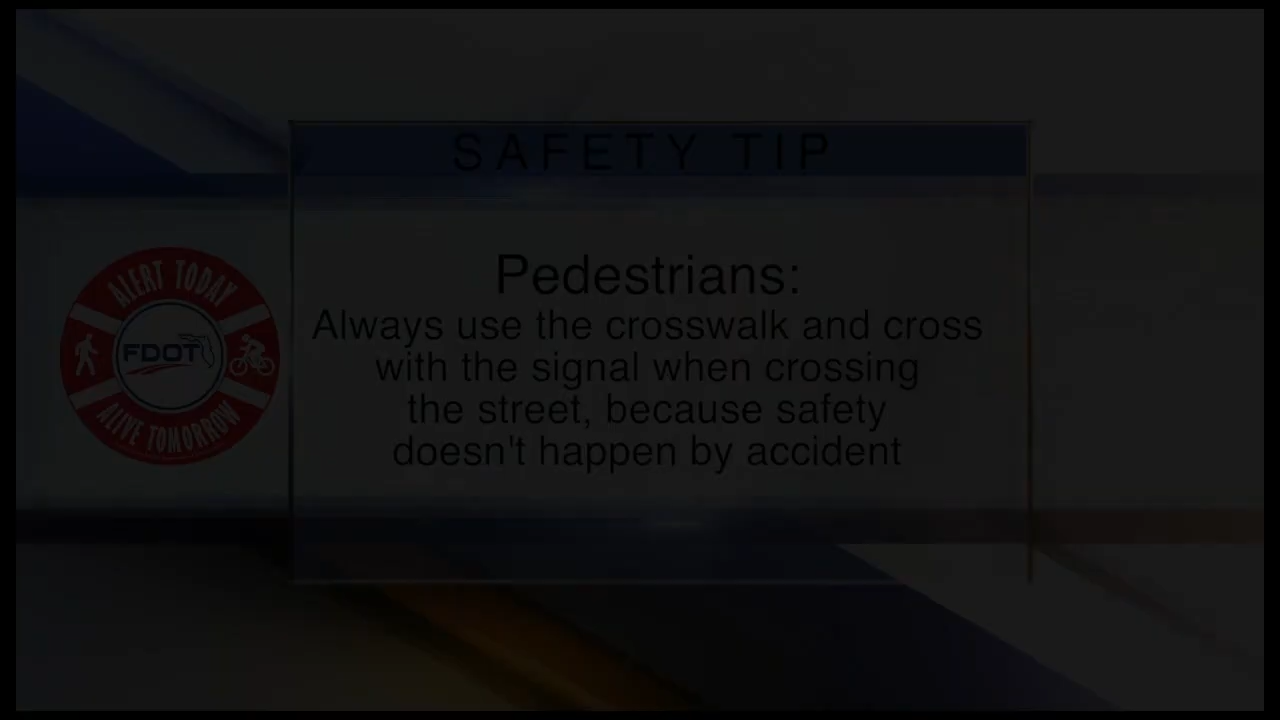 SAFETY TIP
Pedestrians:
Always use the crosswalk and cross
with the signal when crossing
the street, because safety
doesn't happen by accident
ALERT TODAY
FDOT
ALIVE TOMORROW